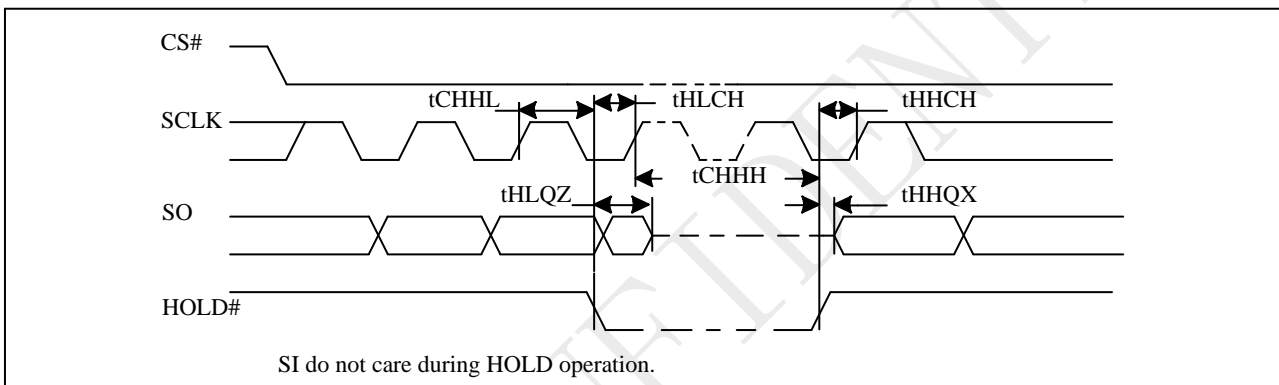 CS#
tCHHL
tHLCH
tHHCH
SCLK
tCHHH
tHLQZ
tHHQX
SO
HOLD#
SI do not care during HOLD operation.